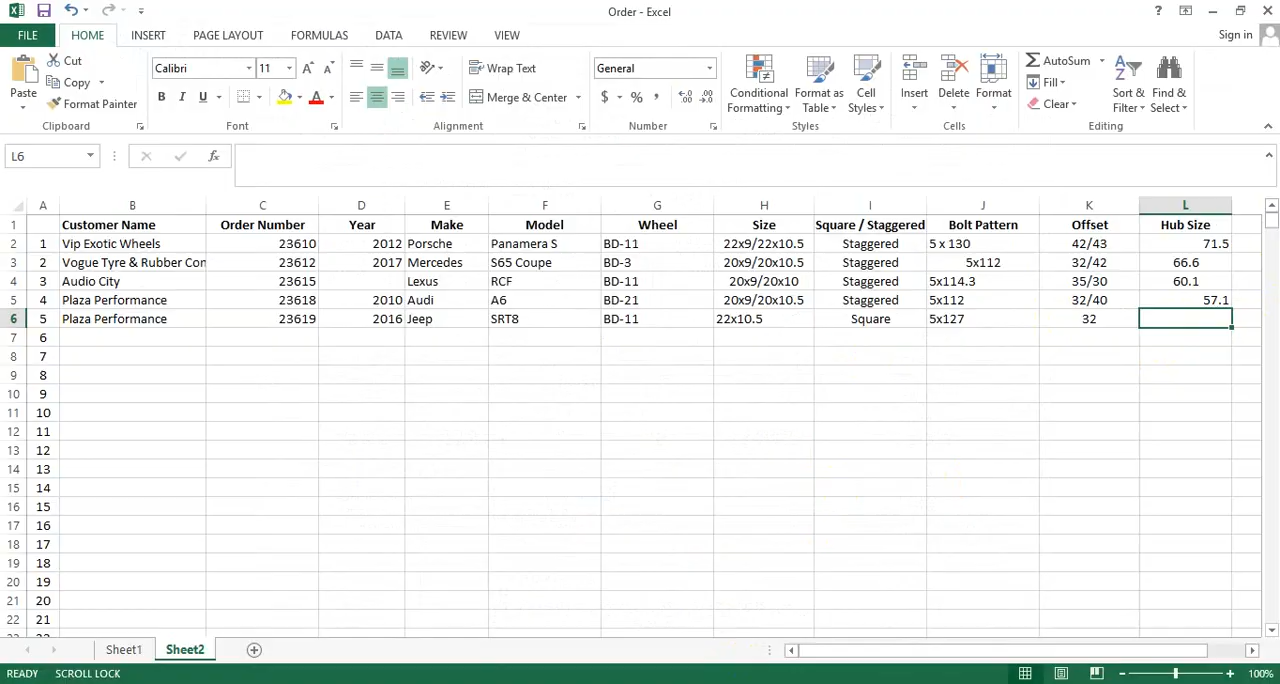 Order - Excel
?
Sign in
FILE HOME INSERT PAGE LAYOUT FORMULAS DATA REVIEW VIEW
Paste Cut Copy Format Painter Clipboard
Calibri 11 B I U A Font
Wrap Text Merge & Center Alignment
General $ % , Number
Conditional Formatting Format as Table Cell Styles Styles
Insert Delete Format Cells
AutoSum Fill Clear Sort & Filter Find & Select Editing
L6 fx
A B C D E F G H I J K L
1 Customer Name Order Number Year Make Model Wheel Size Square / Staggered Bolt Pattern Offset Hub Size
2 1 Vip Exotic Wheels 23610 2012 Porsche Panamera S BD-11 22x9/22x10.5 Staggered 5 x 130 42/43 71.5
3 2 Vogue Tyre & Rubber Con 23612 2017 Mercedes S65 Coupe BD-3 20x9/20x10.5 Staggered 5x112 32/42 66.6
4 3 Audio City 23615 Lexus RCF BD-11 20x9/20x10 Staggered 5x114.3 35/30 60.1
5 4 Plaza Performance 23618 2010 Audi A6 BD-21 20x9/20x10.5 Staggered 5x112 32/40 57.1
6 5 Plaza Performance 23619 2016 Jeep SRT8 BD-11 22x10.5 Square 5x127 32
7 6
8 7
9 8
10 9
11 10
12 11
13 12
14 13
15 14
16 15
17 16
18 17
19 18
20 19
21 20
22 21
Sheet1 Sheet2
READY SCROLL LOCK 100%